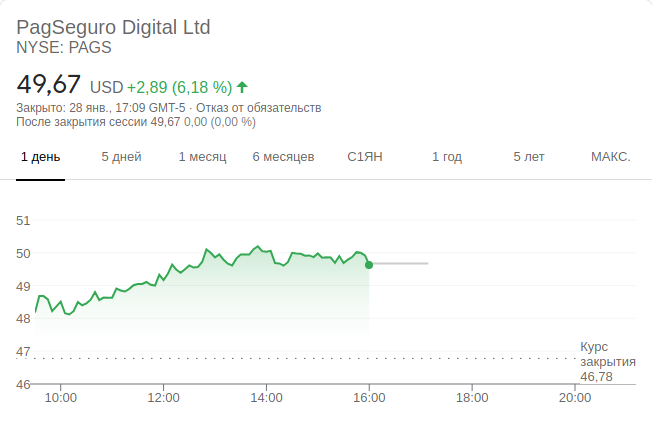 PagSeguro Digital Ltd
NYSE: PAGS
49,67 USD +2,89 (6,18 %)
Закрыто: 28 янв., 17:09 GMT-5 · Отказ от обязательств
После закрытия сессии 49,67 0,00 (0,00 %)
1 день 5 дней 1 месяц 6 месяцев С1ЯН 1 год 5 лет МАКС.
51
50
49
48
47
Курс
закрытия
46,78
46
10:00 12:00 14:00 16:00 18:00 20:00